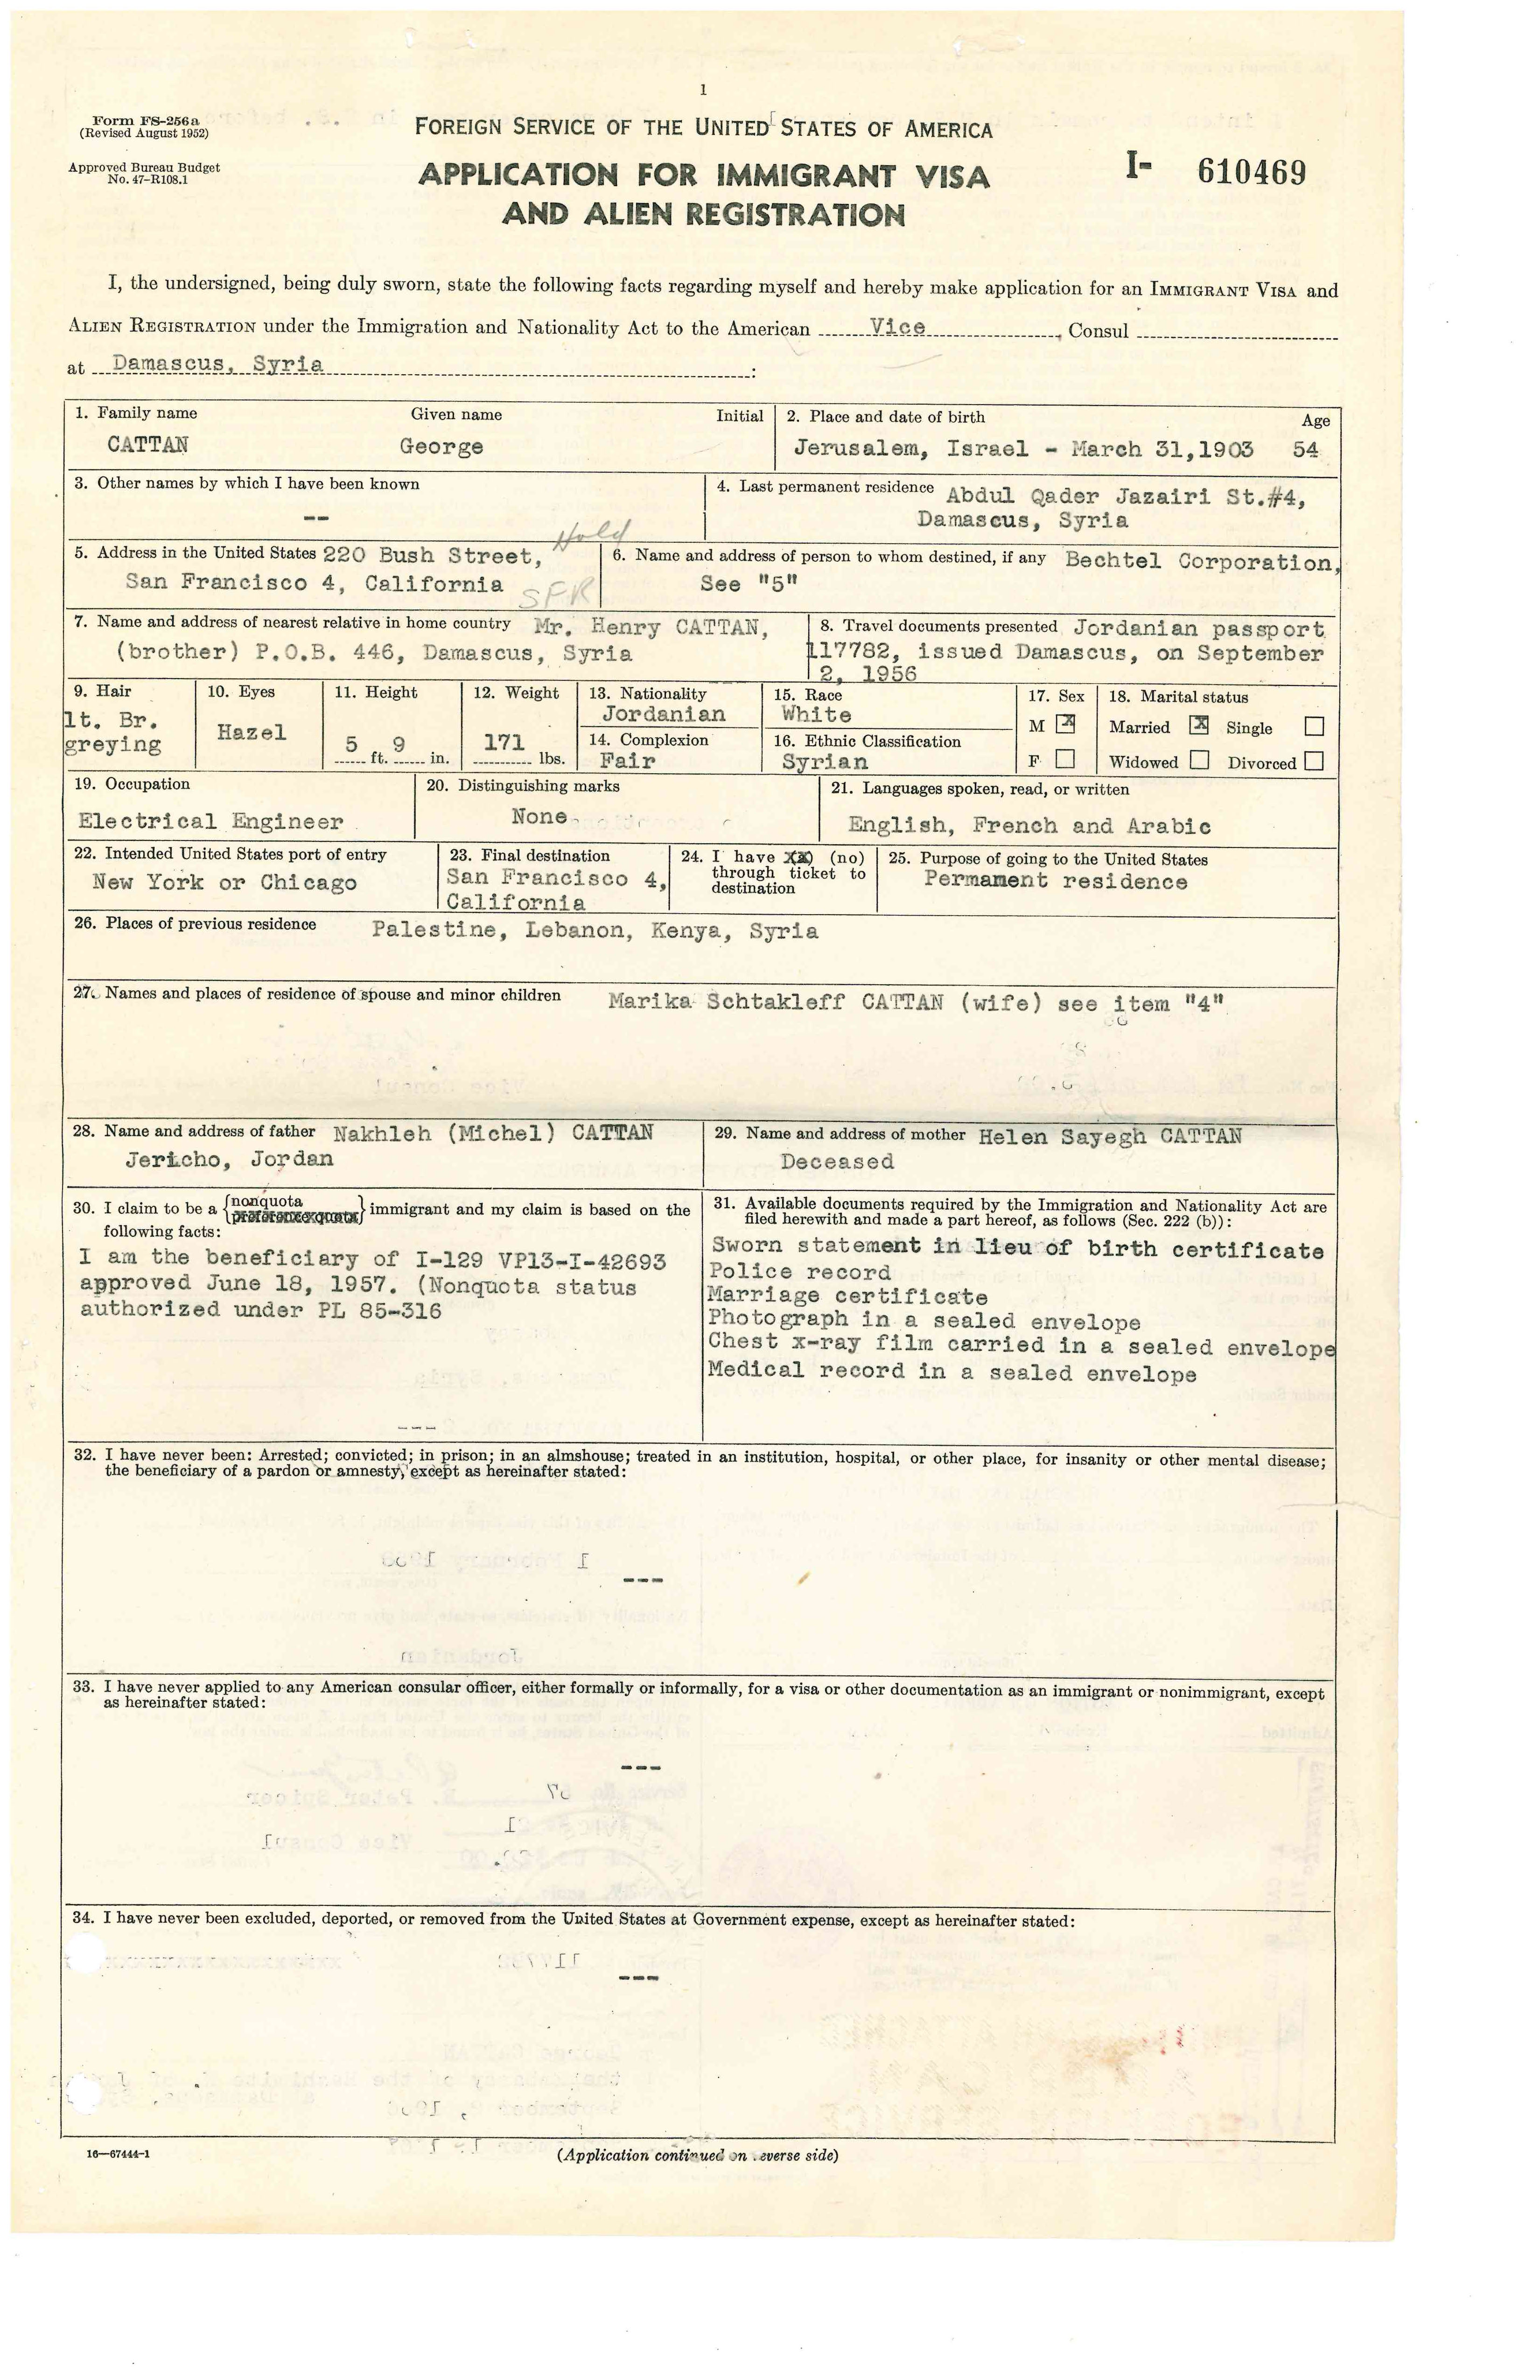 1
Form FS-256a
(Revised August 1952)
Approved Bureau Budget
No. 47-R108.1
FOREIGN SERVICE OF THE UNITED STATES OF AMERICA
APPLICATION FOR IMMIGRANT VISA
AND ALIEN REGISTRATION
I- 610469
I, the undersigned, being duly sworn, state the following facts regarding myself and hereby make application for an IMMIGRANT VISA and
ALIEN REGISTRATION under the Immigration and Nationality Act to the American Vice, Consul
at Damascus, Syria :
1. Family name Given name Initial
CATTAN George
2. Place and date of birth Age
Jerusalem, Israel - March 31,1903 54
3. Other names by which I have been known
--
4. Last permanent residence Abdul Qader Jazairi St.#4,
Damascus, Syria
Hold
5. Address in the United States 220 Bush Street,
San Francisco 4, California
SFR
6. Name and address of person to whom destined, if any Bechtel Corporation,
See "5"
7. Name and address of nearest relative in home country Mr. Henry CATTAN,
(brother) P.O.B. 446, Damascus, Syria
8. Travel documents presented Jordanian passport
117782, issued Damascus, on September
2, 1956
9. Hair
lt. Br.
greying
10. Eyes
Hazel
11. Height
5 ft. 9 in.
12. Weight
171 lbs.
13. Nationality
Jordanian
14. Complexion
Fair
15. Race
White
16. Ethnic Classification
Syrian
17. Sex
M X
F
18. Marital status
Married X Single
Widowed Divorced
19. Occupation
Electrical Engineer
20. Distinguishing marks
None
21. Languages spoken, read, or written
English, French and Arabic
22. Intended United States port of entry
New York or Chicago
23. Final destination
San Francisco 4,
California
24. I have (no)
through ticket to
destination
25. Purpose of going to the United States
Permament residence
26. Places of previous residence Palestine, Lebanon, Kenya, Syria
27. Names and places of residence of spouse and minor children Marika Schtakleff CATTAN (wife) see item "4"
28. Name and address of father Nakhleh (Michel) CATTAN
Jericho, Jordan
29. Name and address of mother Helen Sayegh CATTAN
Deceased
30. I claim to be a {nonquota} immigrant and my claim is based on the
following facts:
I am the beneficiary of I-129 VP13-I-42693
approved June 18, 1957. (Nonquota status
authorized under PL 85-316
---
31. Available documents required by the Immigration and Nationality Act are
filed herewith and made a part hereof, as follows (Sec. 222 (b)):
Sworn statement in lieu of birth certificate
Police record
Marriage certificate
Photograph in a sealed envelope
Chest x-ray film carried in a sealed envelope
Medical record in a sealed envelope
32. I have never been: Arrested; convicted; in prison; in an almshouse; treated in an institution, hospital, or other place, for insanity or other mental disease;
the beneficiary of a pardon or amnesty, except as hereinafter stated:
---
33. I have never applied to any American consular officer, either formally or informally, for a visa or other documentation as an immigrant or nonimmigrant, except
as hereinafter stated:
---
34. I have never been excluded, deported, or removed from the United States at Government expense, except as hereinafter stated:
---
16—67444-1
(Application continued on reverse side)